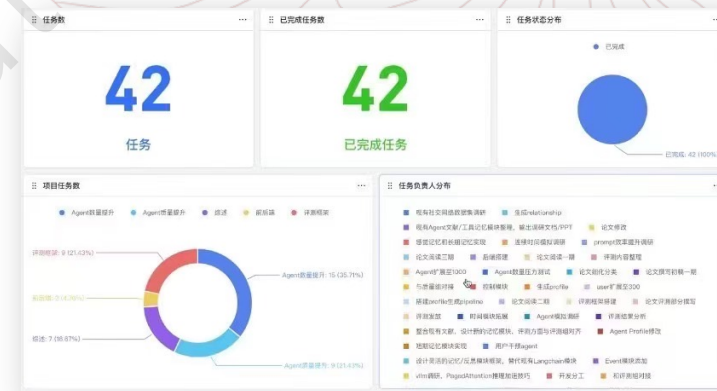 任务数
已完成任务数
任务状态分布
42
任务
42
已完成任务
已完成
已完成: 42 (100%
项目任务数
Agent数量提升 Agent质量提升 综述 前后端 评测框架
评测框架: 9 (21.43%)
Agent数量提升: 15 (35.71%)
综述: 7 (16.67%)
Agent质量提升: 9 (21.43%)
任务负责人分布
现有社交网络数据集调研 生成relationship
现有Agent文献/工具记忆模块整理，输出调研文档/PPT 论文修改
感官记忆和长短记忆实现 连续时间模拟调研 prompt效率提升调研
论文阅读三期 后端搭建 论文阅读一期 评测内容整理
Agent扩展至1000 Agent数量压力测试 论文细化分类 论文撰写初稿一期
与质量组对接 控制模块 生成profile user扩展至300
搭建profile生成pipeline 论文阅读二期 评测框架搭建 论文评测部分撰写
评测发放 时间模块拓展 Agent模拟调研 评测结果分析
整合现有文献、设计新的记忆模块，评测方面与评测组对齐 Agent Profile修改
短期记忆模块实现 用户干预agent
设计灵活的记忆/反思模块框架，替代现有Langchain模块 Event模块添加
vllm调研，PagedAttention推理加速技巧 开发分工 和评测组对接